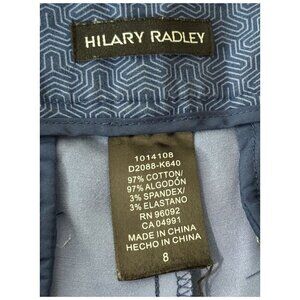 HILARY RADLEY
1014108
D2088-K640
97% COTTON/
97% ALGODÓN
3% SPANDEX/
3% ELASTANO
RN 96092
CA 04991
MADE IN CHINA
HECHO IN CHINA
8